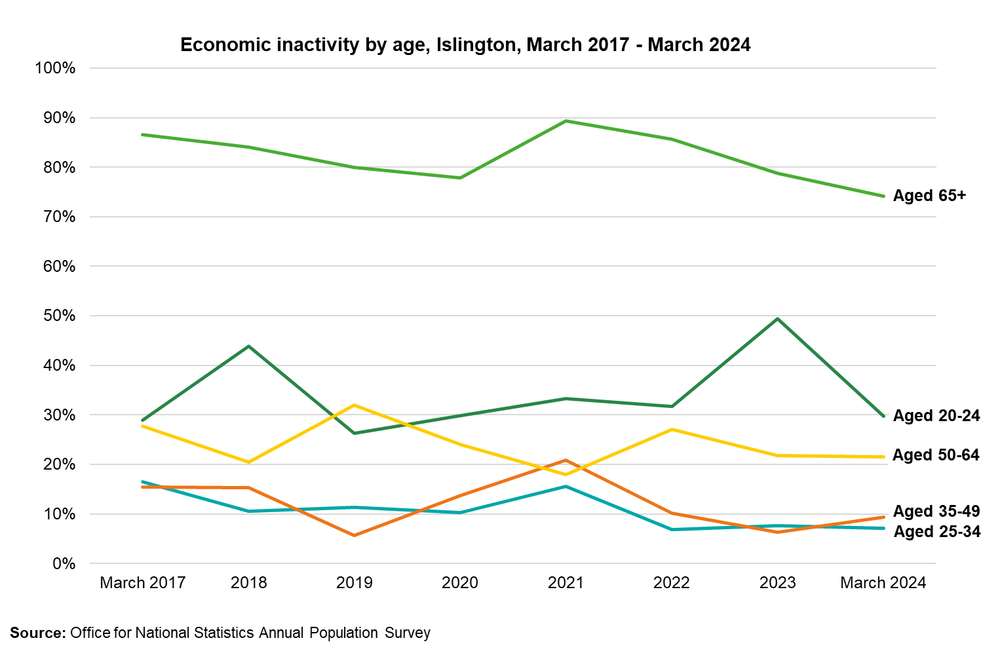 Economic inactivity by age, Islington, March 2017 - March 2024
100%
90%
80%
70%
60%
50%
40%
30%
20%
10%
0%
Aged 65+
Aged 20-24
Aged 50-64
Aged 35-49
Aged 25-34
March 2017 2018 2019 2020 2021 2022 2023 March 2024
Source: Office for National Statistics Annual Population Survey